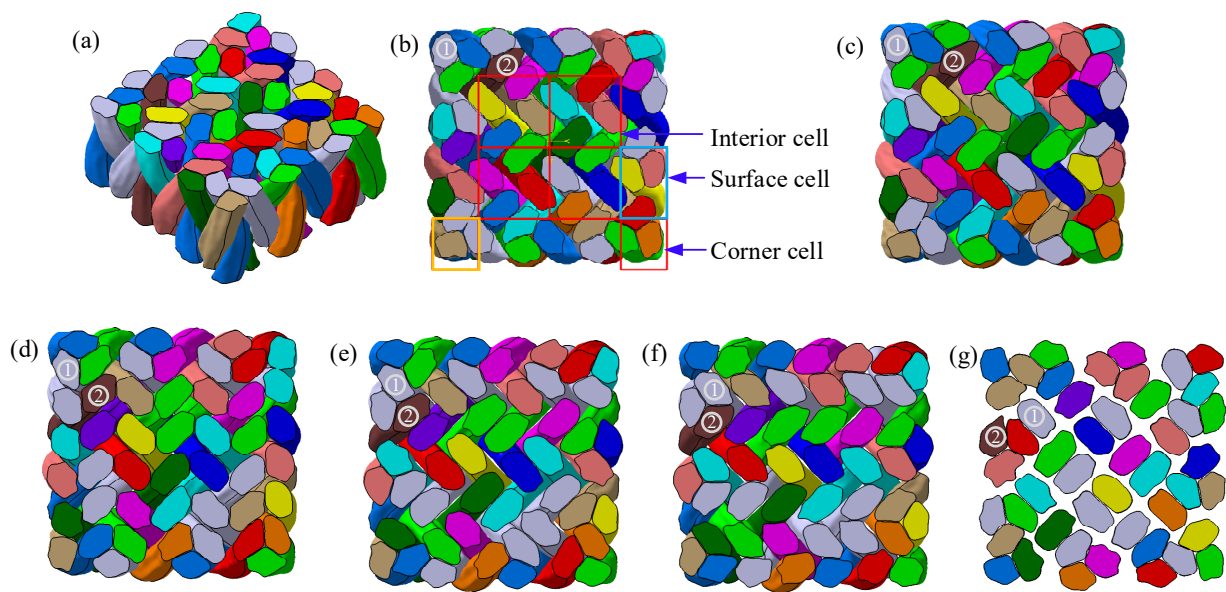 (a)
(b)
①
②
Interior cell
Surface cell
Corner cell
(c)
①
②
(d)
①
②
(e)
①
②
(f)
①
②
(g)
①
②